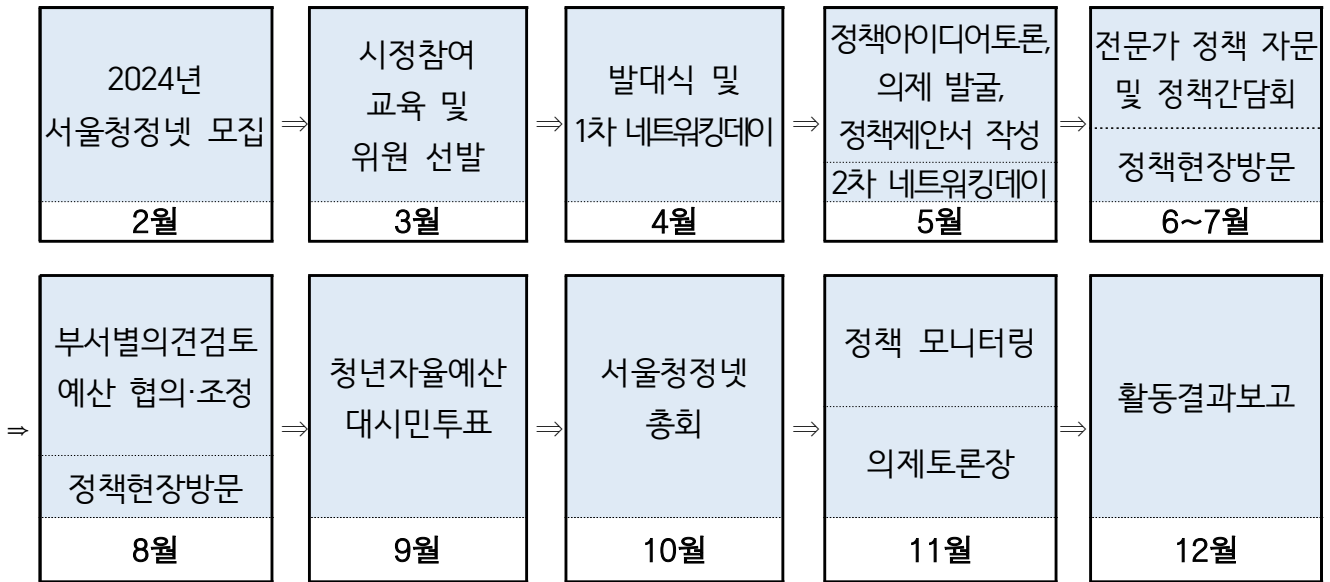 2024년
서울청정넷 모집
2월
⇒
시정참여
교육 및
위원 선발
3월
⇒
발대식 및
1차 네트워킹데이
4월
⇒
정책아이디어토론,
의제 발굴,
정책제안서 작성
2차 네트워킹데이
5월
⇒
전문가 정책 자문
및 정책간담회
정책현장방문
6~7월
⇒
부서별의견검토
예산 협의·조정
정책현장방문
8월
⇒
청년자율예산
대시민투표
9월
⇒
서울청정넷
총회
10월
⇒
정책 모니터링
의제토론장
11월
⇒
활동결과보고
12월